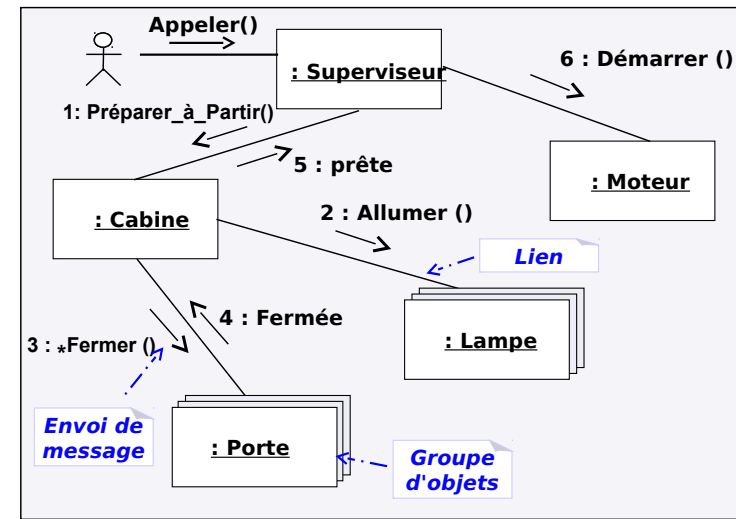 Appeler()
: Superviseur
6 : Démarrer ()
1: Préparer_à_Partir()
5 : prête
: Moteur
: Cabine
2 : Allumer ()
Lien
4 : Fermée
3 : *Fermer ()
: Lampe
Envoi de
message
: Porte
Groupe
d'objets